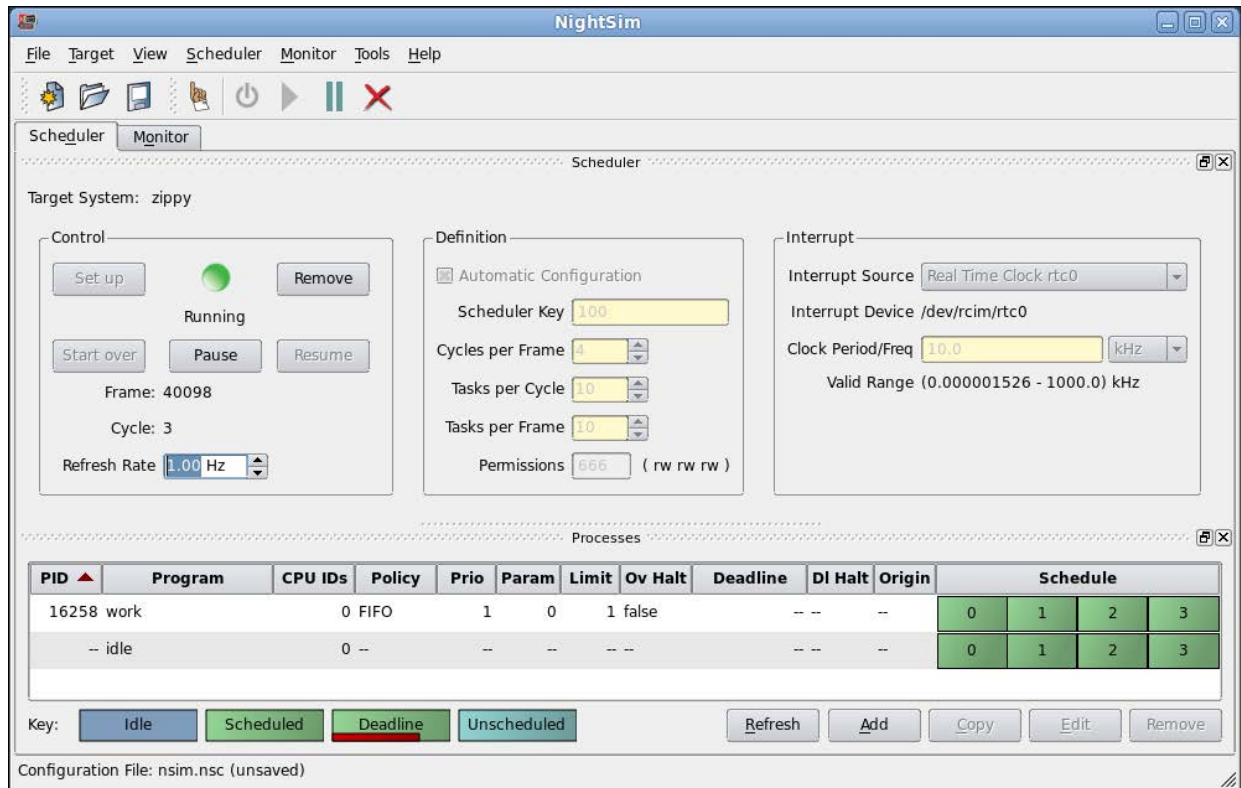 NightSim
File Target View Scheduler Monitor Tools Help
Scheduler Monitor
Scheduler
Target System: zippy
Control
Set up Remove
Running
Start over Pause Resume
Frame: 40098
Cycle: 3
Refresh Rate 1.00 Hz
Definition
Automatic Configuration
Scheduler Key 100
Cycles per Frame 4
Tasks per Cycle 10
Tasks per Frame 10
Permissions 666 ( rw rw rw )
Interrupt
Interrupt Source Real Time Clock rtc0
Interrupt Device /dev/rcim/rtc0
Clock Period/Freq 10.0 kHz
Valid Range (0.000001526 - 1000.0) kHz
Processes
PID Program CPU IDs Policy Prio Param Limit Ov Halt Deadline Dl Halt Origin Schedule
16258 work 0 FIFO 1 0 1 false -- -- -- 0 1 2 3
-- idle 0 -- -- -- -- -- -- -- -- 0 1 2 3
Key: Idle Scheduled Deadline Unscheduled Refresh Add Copy Edit Remove
Configuration File: nsim.nsc (unsaved)